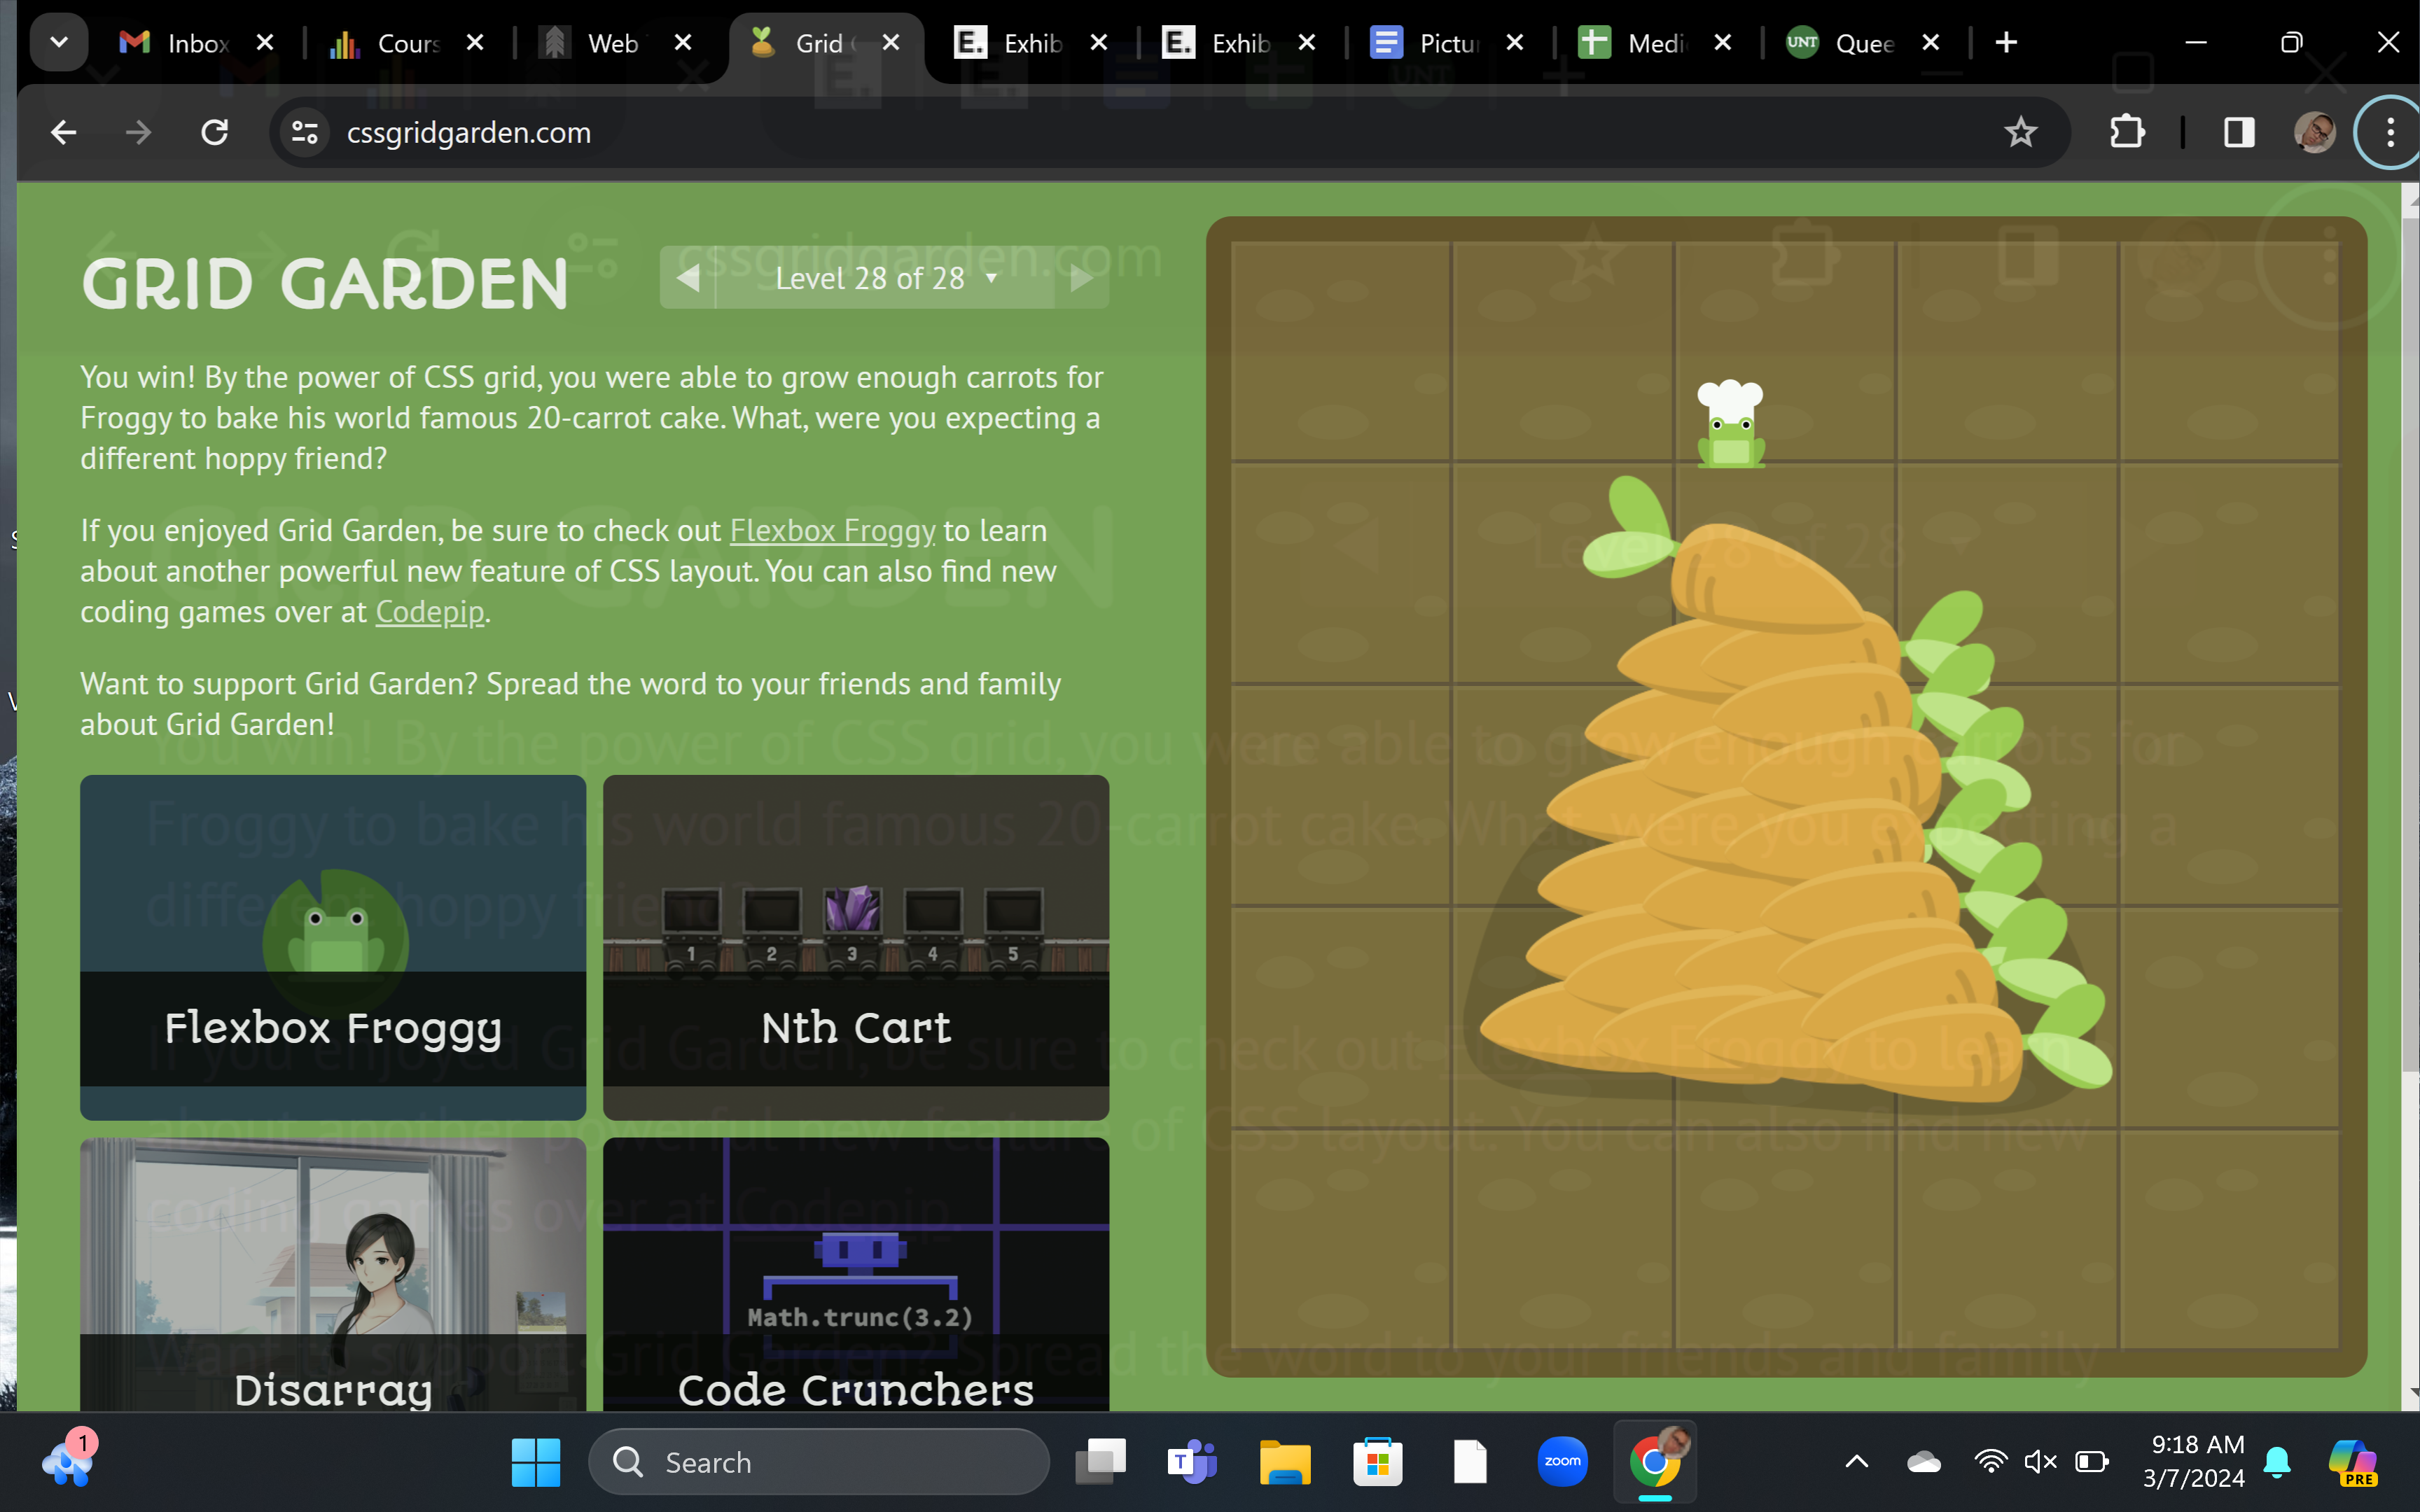 Inbox
Cours
Web
Grid
Exhib
Exhib
Pictu
Medi
UNT
Quee
cssgridgarden.com
GRID GARDEN
Level 28 of 28
You win! By the power of CSS grid, you were able to grow enough carrots for
Froggy to bake his world famous 20-carrot cake. What, were you expecting a
different hoppy friend?
If you enjoyed Grid Garden, be sure to check out Flexbox Froggy to learn
about another powerful new feature of CSS layout. You can also find new
coding games over at Codepip.
Want to support Grid Garden? Spread the word to your friends and family
about Grid Garden!
1 2 3 4 5
Flexbox Froggy
Nth Cart
Math.trunc(3.2)
Disarray
Code Crunchers
1
Search
T
zoom
9:18 AM
3/7/2024
PRE